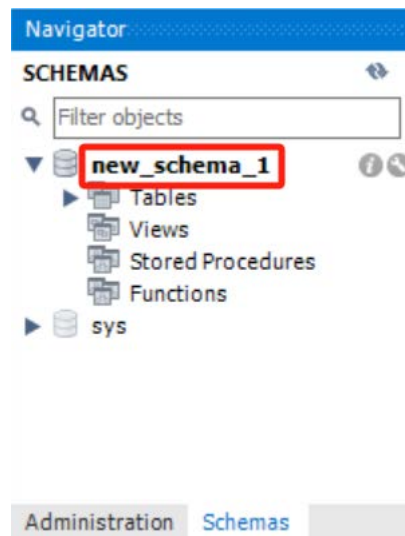 Navigator
SCHEMAS
Filter objects
new_schema_1
Tables
Views
Stored Procedures
Functions
sys
Administration Schemas